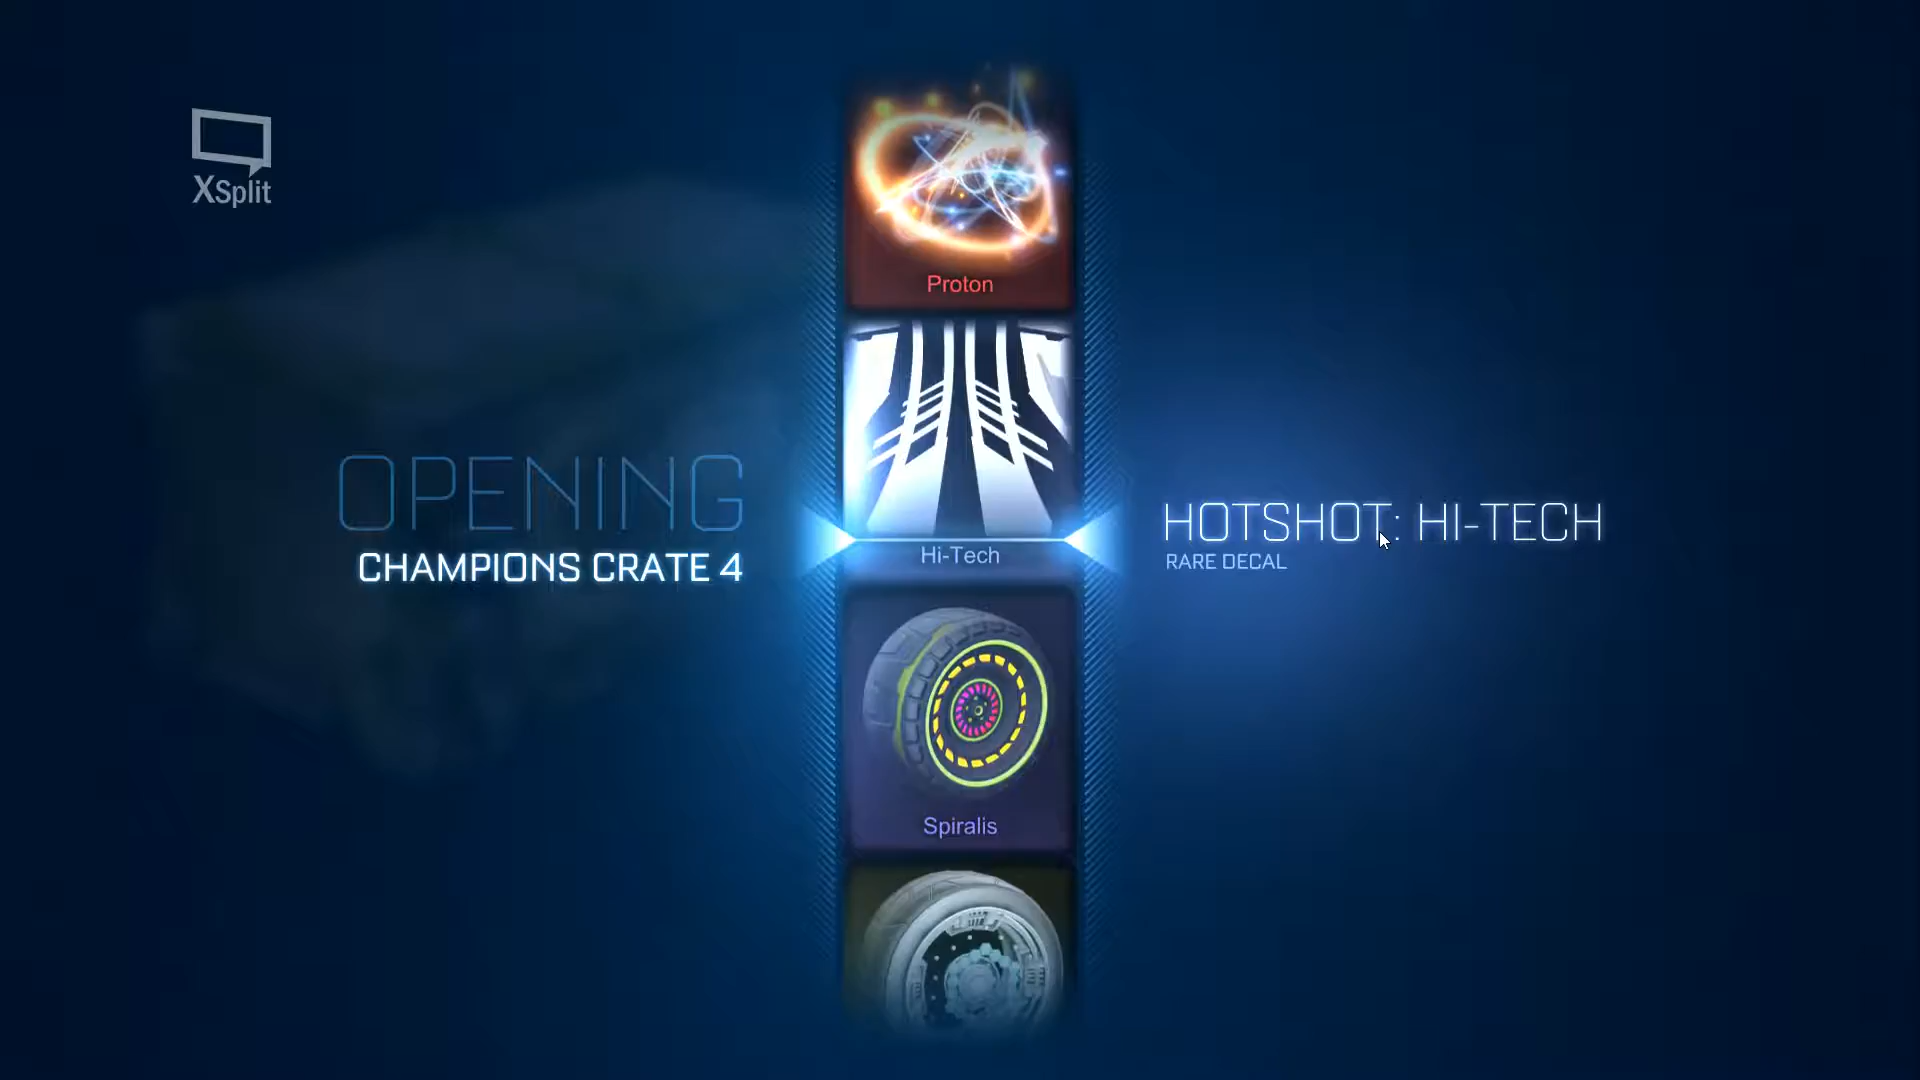 XSplit
Proton
OPENING
CHAMPIONS CRATE 4
Hi-Tech
HOTSHOT: HI-TECH
RARE DECAL
Spiralis